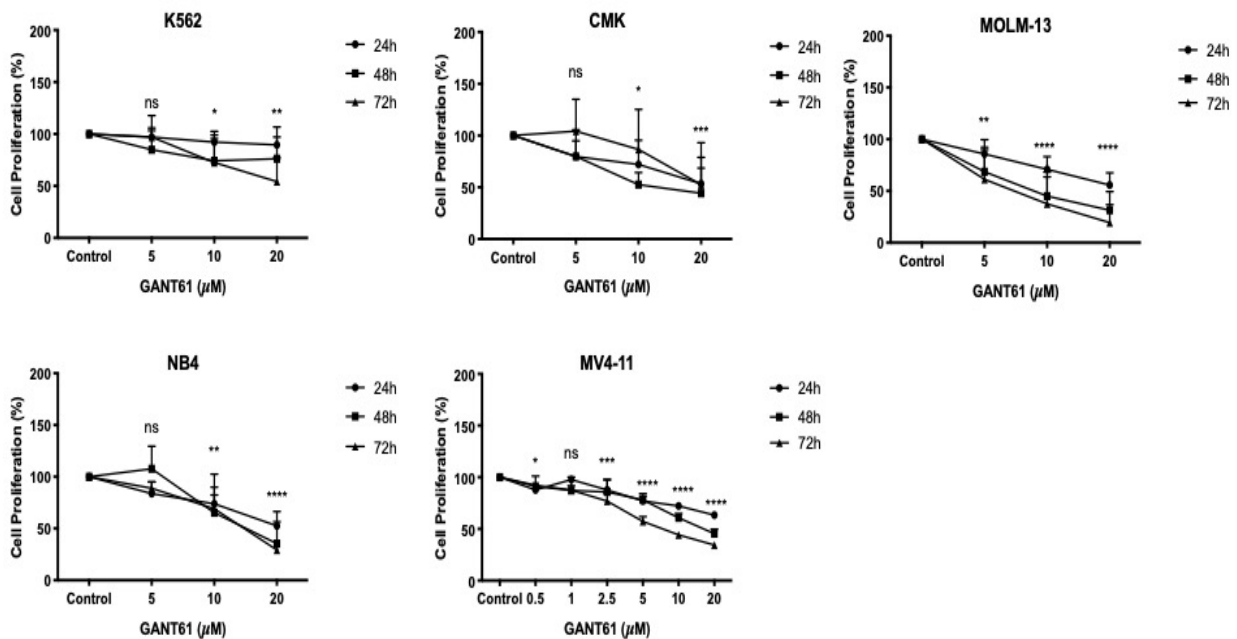 K562
200
150
100
50
0
Cell Proliferation (%)
ns
*
**
24h
48h
72h
Control 5 10 20
GANT61 (µM)
CMK
200
150
100
50
0
Cell Proliferation (%)
ns
*
***
24h
48h
72h
Control 5 10 20
GANT61 (µM)
MOLM-13
200
150
100
50
0
Cell Proliferation (%)
**
****
****
24h
48h
72h
Control 5 10 20
GANT61 (µM)
NB4
200
150
100
50
0
Cell Proliferation (%)
ns
**
****
24h
48h
72h
Control 5 10 20
GANT61 (µM)
MV4-11
200
150
100
50
0
Cell Proliferation (%)
*
ns
***
****
****
****
24h
48h
72h
Control 0.5 1 2.5 5 10 20
GANT61 (µM)